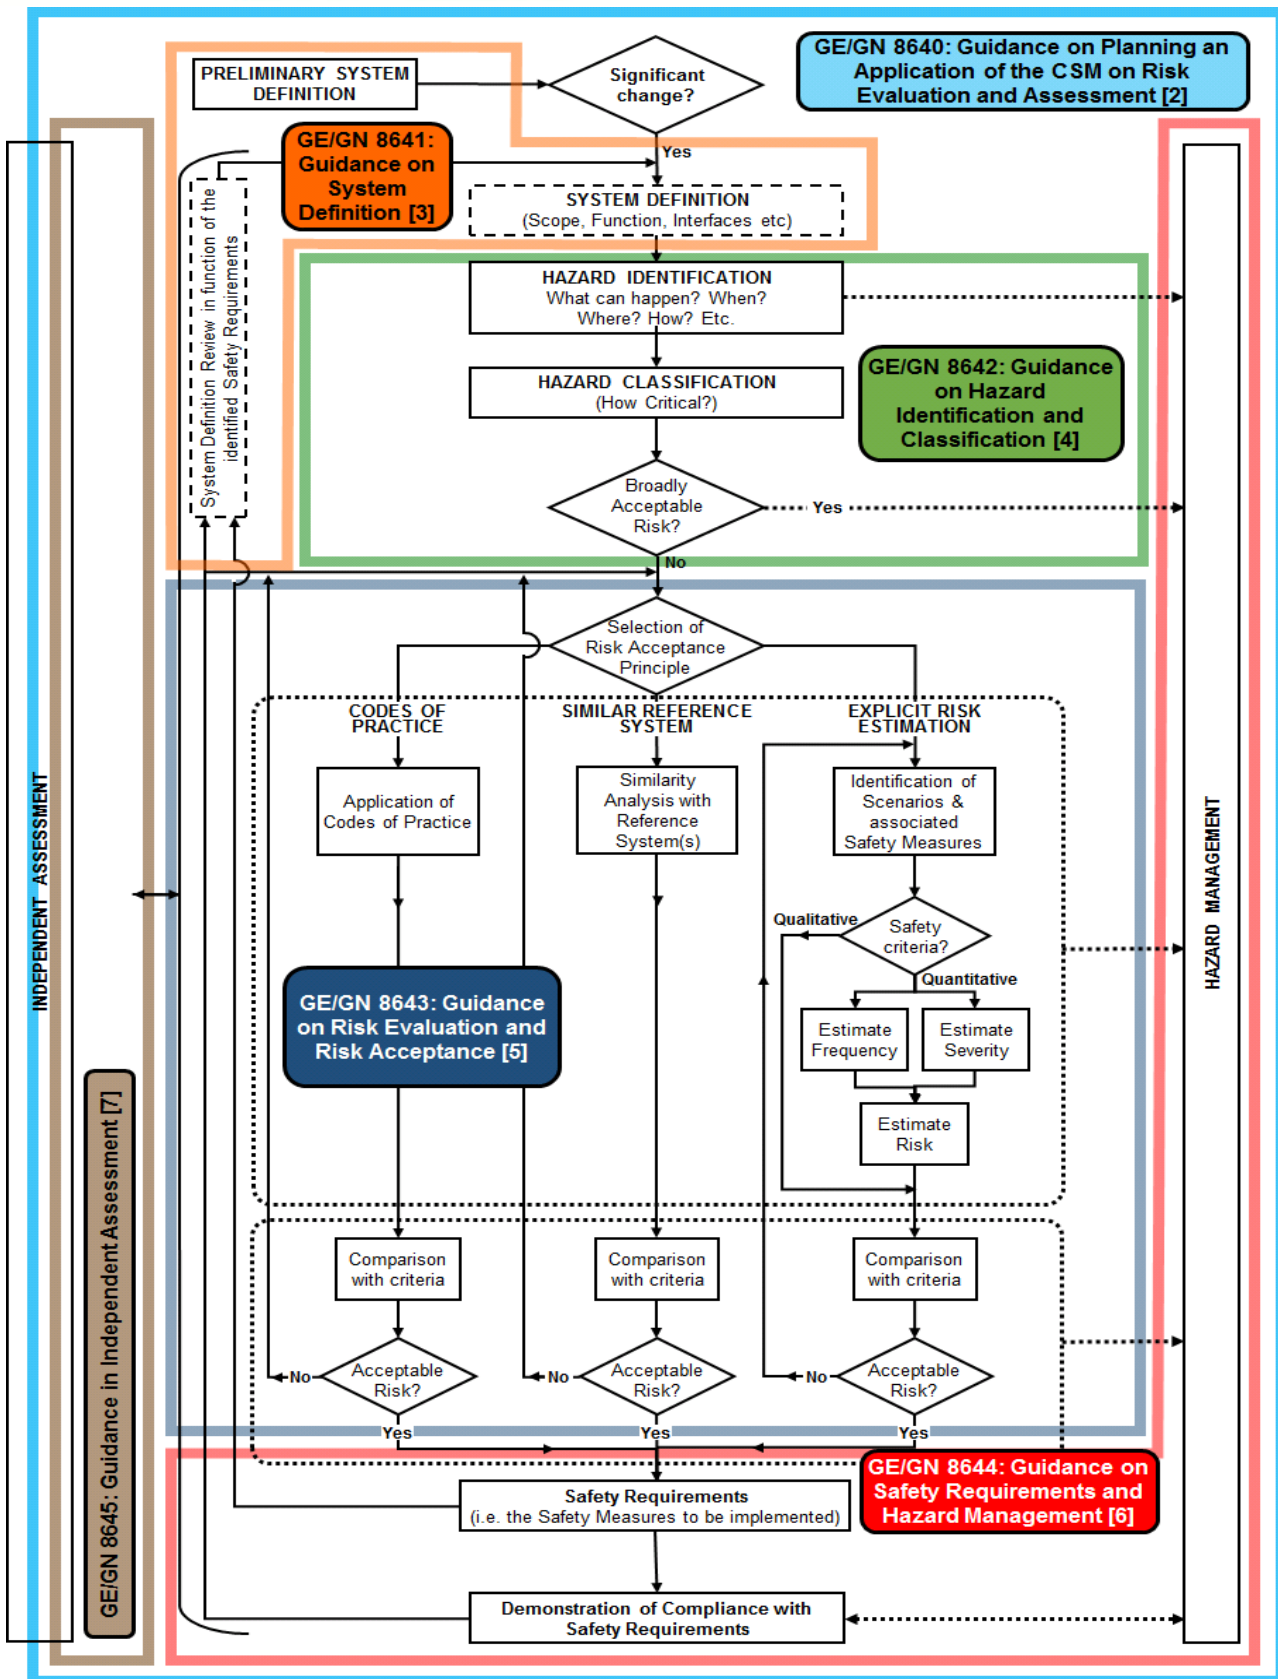 PRELIMINARY SYSTEM
DEFINITION
Significant
change?
GE/GN 8640: Guidance on Planning an
Application of the CSM on Risk
Evaluation and Assessment [2]
GE/GN 8641:
Guidance on
System
Definition [3]
Yes
SYSTEM DEFINITION
(Scope, Function, Interfaces etc)
System Definition Review in function of the
identified Safety Requirements
HAZARD IDENTIFICATION
What can happen? When?
Where? How? Etc.
HAZARD CLASSIFICATION
(How Critical?)
GE/GN 8642: Guidance
on Hazard
Identification and
Classification [4]
Broadly
Acceptable
Risk?
Yes
No
Selection of
Risk Acceptance
Principle
CODES OF
PRACTICE
SIMILAR REFERENCE
SYSTEM
EXPLICIT RISK
ESTIMATION
Application of
Codes of Practice
Similarity
Analysis with
Reference
System(s)
Identification of
Scenarios &
associated
Safety Measures
INDEPENDENT ASSESSMENT
HAZARD MANAGEMENT
Qualitative
Safety
criteria?
Quantitative
GE/GN 8643: Guidance
on Risk Evaluation and
Risk Acceptance [5]
Estimate
Frequency
Estimate
Severity
Estimate
Risk
GE/GN 8645: Guidance in Independent Assessment [7]
Comparison
with criteria
Comparison
with criteria
Comparison
with criteria
No
Acceptable
Risk?
No
Acceptable
Risk?
No
Acceptable
Risk?
Yes
Yes
Yes
GE/GN 8644: Guidance on
Safety Requirements and
Hazard Management [6]
Safety Requirements
(i.e. the Safety Measures to be implemented)
Demonstration of Compliance with
Safety Requirements